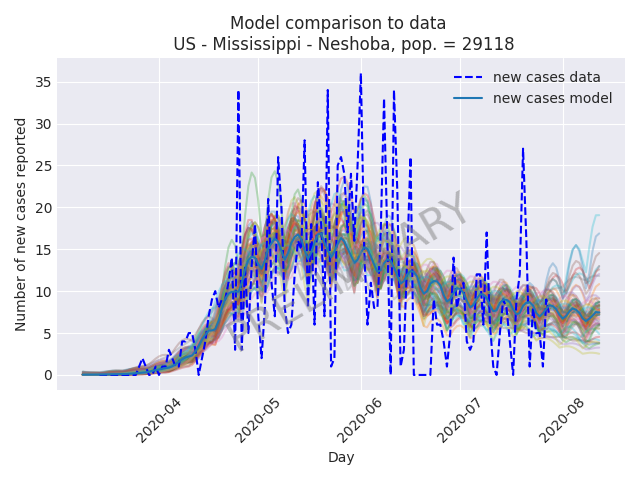 Model comparison to data
US - Mississippi - Neshoba, pop. = 29118
new cases data
new cases model
PRELIMINARY
Number of new cases reported
35
30
25
20
15
10
5
0
2020-04
2020-05
2020-06
2020-07
2020-08
Day